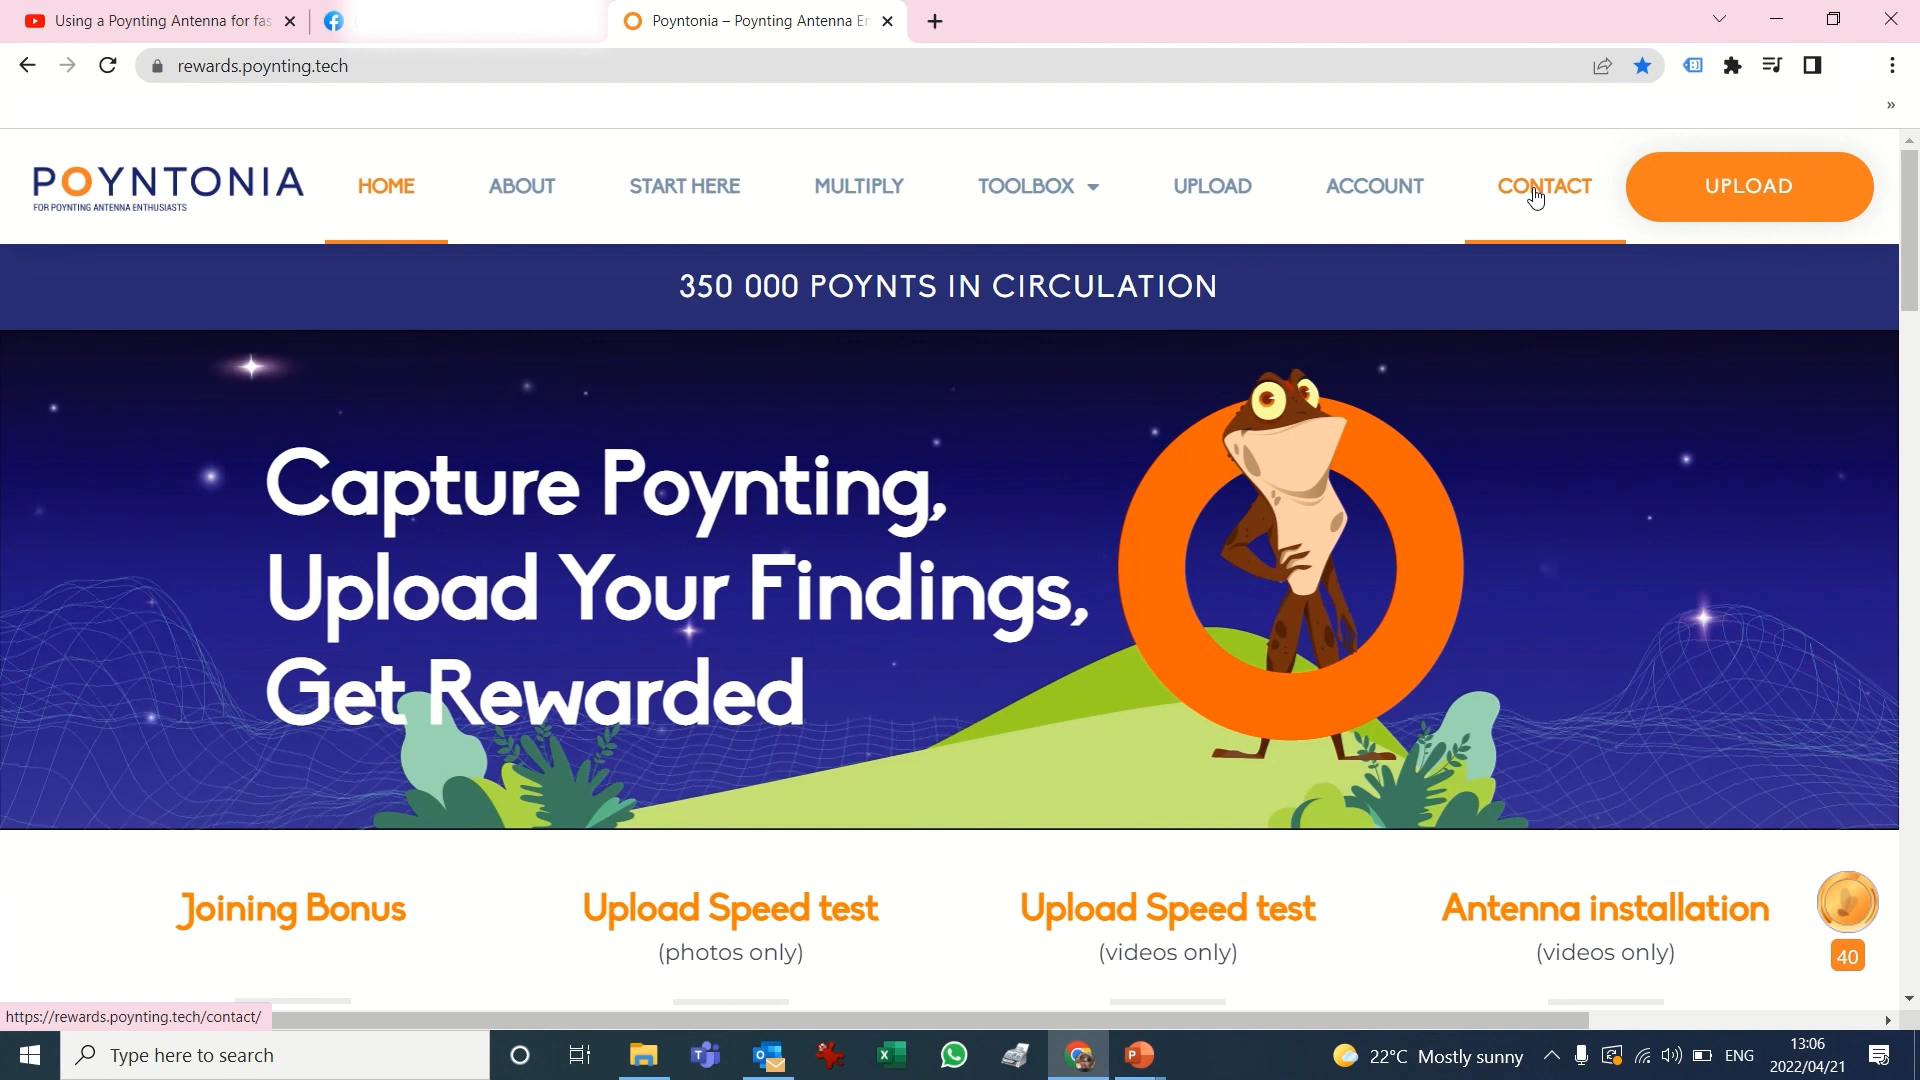 Using a Poynting Antenna for fas
Poyntonia – Poynting Antenna En
rewards.poynting.tech
»
POYNTONIA
FOR POYNTING ANTENNA ENTHUSIASTS
HOME
ABOUT
START HERE
MULTIPLY
TOOLBOX
UPLOAD
ACCOUNT
CONTACT
UPLOAD
350 000 POYNTS IN CIRCULATION
Capture Poynting,
Upload Your Findings,
Get Rewarded
Joining Bonus
Upload Speed test
(photos only)
Upload Speed test
(videos only)
Antenna installation
(videos only)
40
https://rewards.poynting.tech/contact/
Type here to search
22°C Mostly sunny
ENG
13:06
2022/04/21